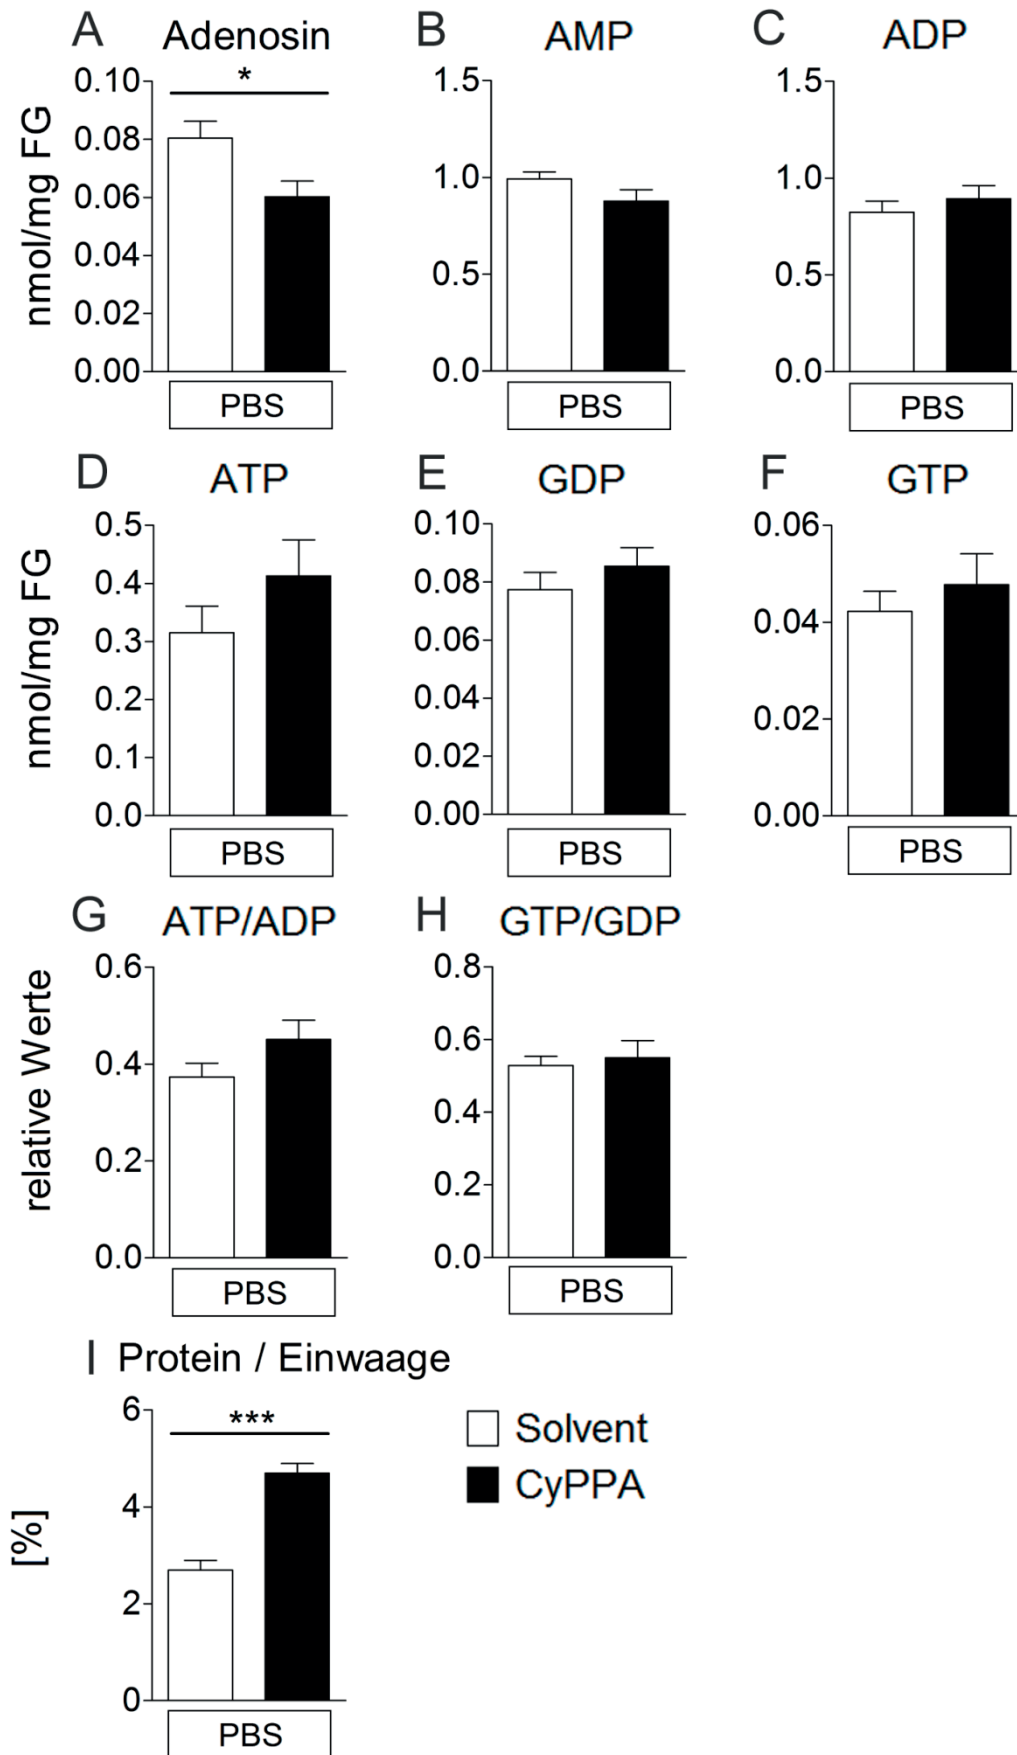 A Adenosin
B AMP
C ADP
nmol/mg FG
0.10
0.08
0.06
0.04
0.02
0.00
*
PBS
1.5
1.0
0.5
0.0
PBS
1.5
1.0
0.5
0.0
PBS
D ATP
E GDP
F GTP
nmol/mg FG
0.5
0.4
0.3
0.2
0.1
0.0
PBS
0.10
0.08
0.06
0.04
0.02
0.00
PBS
0.06
0.04
0.02
0.00
PBS
G ATP/ADP
H GTP/GDP
relative Werte
0.6
0.4
0.2
0.0
PBS
0.8
0.6
0.4
0.2
0.0
PBS
I Protein / Einwaage
[%]
6
4
2
0
***
PBS
Solvent
CyPPA